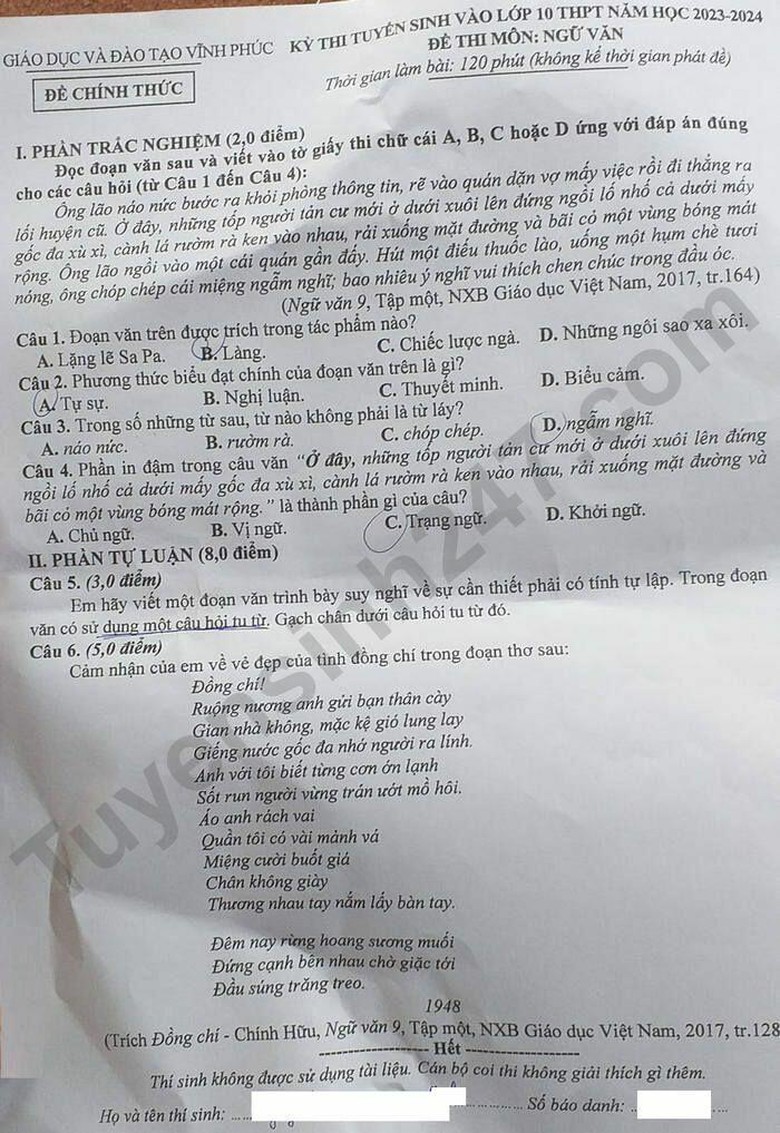 GIÁO DỤC VÀ ĐÀO TẠO VĨNH PHÚC KỲ THI TUYỂN SINH VÀO LỚP 10 THPT NĂM HỌC 2023-2024
ĐỀ THI MÔN: NGỮ VĂN
ĐỀ CHÍNH THỨC
Thời gian làm bài: 120 phút (không kể thời gian phát đề)
I. PHẦN TRẮC NGHIỆM (2,0 điểm)
Đọc đoạn văn sau và viết vào tờ giấy thi chữ cái A, B, C hoặc D ứng với đáp án đúng
cho các câu hỏi (từ Câu 1 đến Câu 4):
Ông lão náo nức bước ra khỏi phòng thông tin, rẽ vào quán dặn vợ mấy việc rồi đi thẳng ra
lối huyện cũ. Ở đây, những tốp người tản cư mới ở dưới xuôi lên đứng ngồi lố nhố cả dưới mấy
gốc đa xù xì, cành lá rườm rà ken vào nhau, rải xuống mặt đường và bãi cỏ một vùng bóng mát
rộng. Ông lão ngồi vào một cái quán gần đấy. Hút một điếu thuốc lào, uống một hụm chè tươi
nóng, ông chóp chép cái miệng ngẫm nghĩ; bao nhiêu ý nghĩ vui thích chen chúc trong đầu óc.
(Ngữ văn 9, Tập một, NXB Giáo dục Việt Nam, 2017, tr.164)
Câu 1. Đoạn văn trên được trích trong tác phẩm nào?
A. Lặng lẽ Sa Pa. B. Làng. C. Chiếc lược ngà. D. Những ngôi sao xa xôi.
Câu 2. Phương thức biểu đạt chính của đoạn văn trên là gì?
A. Tự sự. B. Nghị luận. C. Thuyết minh. D. Biểu cảm.
Câu 3. Trong số những từ sau, từ nào không phải là từ láy?
A. náo nức. B. rườm rà. C. chóp chép. D. ngẫm nghĩ.
Câu 4. Phần in đậm trong câu văn “Ở đây, những tốp người tản cư mới ở dưới xuôi lên đứng
ngồi lố nhố cả dưới mấy gốc đa xù xì, cành lá rườm rà ken vào nhau, rải xuống mặt đường và
bãi cỏ một vùng bóng mát rộng.” là thành phần gì của câu?
A. Chủ ngữ. B. Vị ngữ. C. Trạng ngữ. D. Khởi ngữ.
II. PHẦN TỰ LUẬN (8,0 điểm)
Câu 5. (3,0 điểm)
Em hãy viết một đoạn văn trình bày suy nghĩ về sự cần thiết phải có tính tự lập. Trong đoạn
văn có sử dụng một câu hỏi tu từ. Gạch chân dưới câu hỏi tu từ đó.
Câu 6. (5,0 điểm)
Cảm nhận của em về vẻ đẹp của tình đồng chí trong đoạn thơ sau:
Đồng chí!
Ruộng nương anh gửi bạn thân cày
Gian nhà không, mặc kệ gió lung lay
Giếng nước gốc đa nhớ người ra lính.
Anh với tôi biết từng cơn ớn lạnh
Sốt run người vừng trán ướt mồ hôi.
Áo anh rách vai
Quần tôi có vài mảnh vá
Miệng cười buốt giá
Chân không giày
Thương nhau tay nắm lấy bàn tay.
Đêm nay rừng hoang sương muối
Đứng cạnh bên nhau chờ giặc tới
Đầu súng trăng treo.
1948
(Trích Đồng chí - Chính Hữu, Ngữ văn 9, Tập một, NXB Giáo dục Việt Nam, 2017, tr.128
Hết
Thí sinh không được sử dụng tài liệu. Cán bộ coi thi không giải thích gì thêm.
Họ và tên thí sinh: ..... .............. Số báo danh: .. ....
Tuyensinh247.com